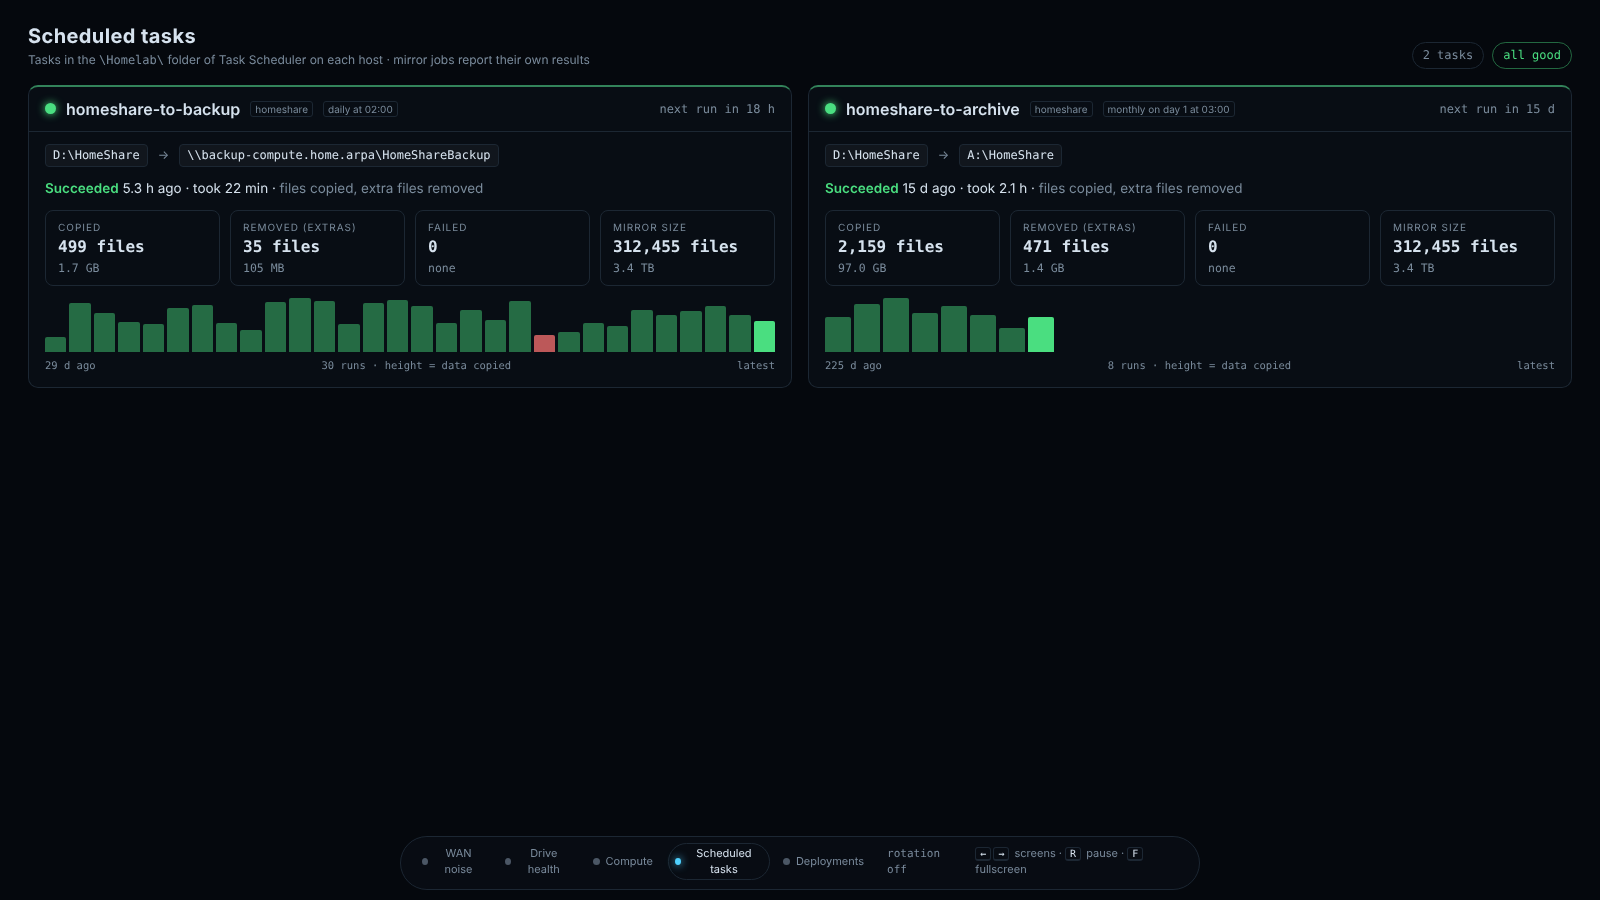 Scheduled tasks
Tasks in the \Homelab\ folder of Task Scheduler on each host · mirror jobs report their own results
2 tasks
all good
homeshare-to-backup
homeshare
daily at 02:00
next run in 18 h
D:\HomeShare → \\backup-compute.home.arpa\HomeShareBackup
Succeeded 5.3 h ago · took 22 min · files copied, extra files removed
COPIED
499 files
1.7 GB
REMOVED (EXTRAS)
35 files
105 MB
FAILED
0
none
MIRROR SIZE
312,455 files
3.4 TB
29 d ago
30 runs · height = data copied
latest
homeshare-to-archive
homeshare
monthly on day 1 at 03:00
next run in 15 d
D:\HomeShare → A:\HomeShare
Succeeded 15 d ago · took 2.1 h · files copied, extra files removed
COPIED
2,159 files
97.0 GB
REMOVED (EXTRAS)
471 files
1.4 GB
FAILED
0
none
MIRROR SIZE
312,455 files
3.4 TB
225 d ago
8 runs · height = data copied
latest
WAN
noise
Drive
health
Compute
Scheduled
tasks
Deployments
rotation
off
← → screens · R pause · F
fullscreen